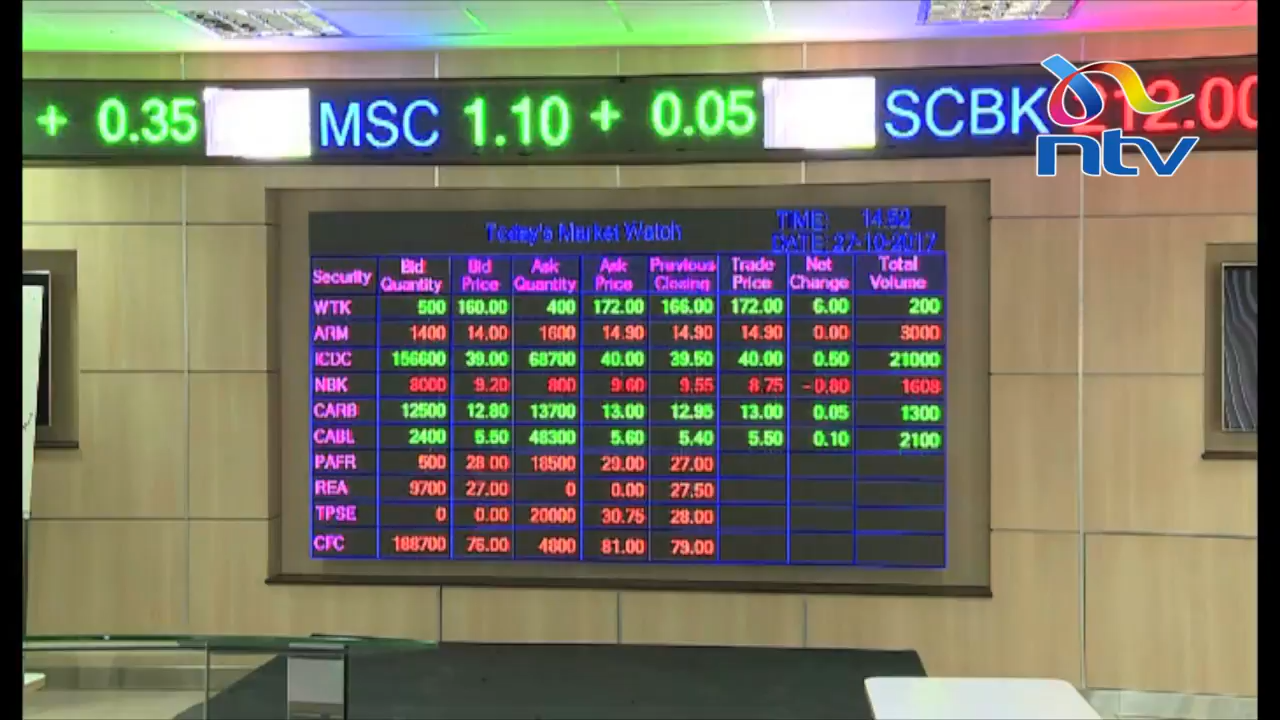 + 0.35 MSC 1.10 + 0.05 SCBK 212.00
ntv
Today's Market Watch TIME: 14.52
DATE: 27-10-2017
Security Bid Quantity Bid Price Ask Quantity Ask Price Previous Closing Trade Price Net Change Total Volume
WTK 500 160.00 400 172.00 166.00 172.00 6.00 200
ARM 1400 14.00 1600 14.90 14.90 14.90 0.00 3000
ICDC 156600 39.00 68700 40.00 39.50 40.00 0.50 21000
NBK 8000 9.20 800 9.60 9.55 8.75 -0.80 1608
CARB 12500 12.80 13700 13.00 12.95 13.00 0.05 1300
CABL 2400 5.50 48300 5.60 5.40 5.50 0.10 2100
PAFR 500 28.00 18500 29.00 27.00
REA 9700 27.00 0 0.00 27.50
TPSE 0 0.00 20000 30.75 28.00
CFC 188700 76.00 4800 81.00 79.00